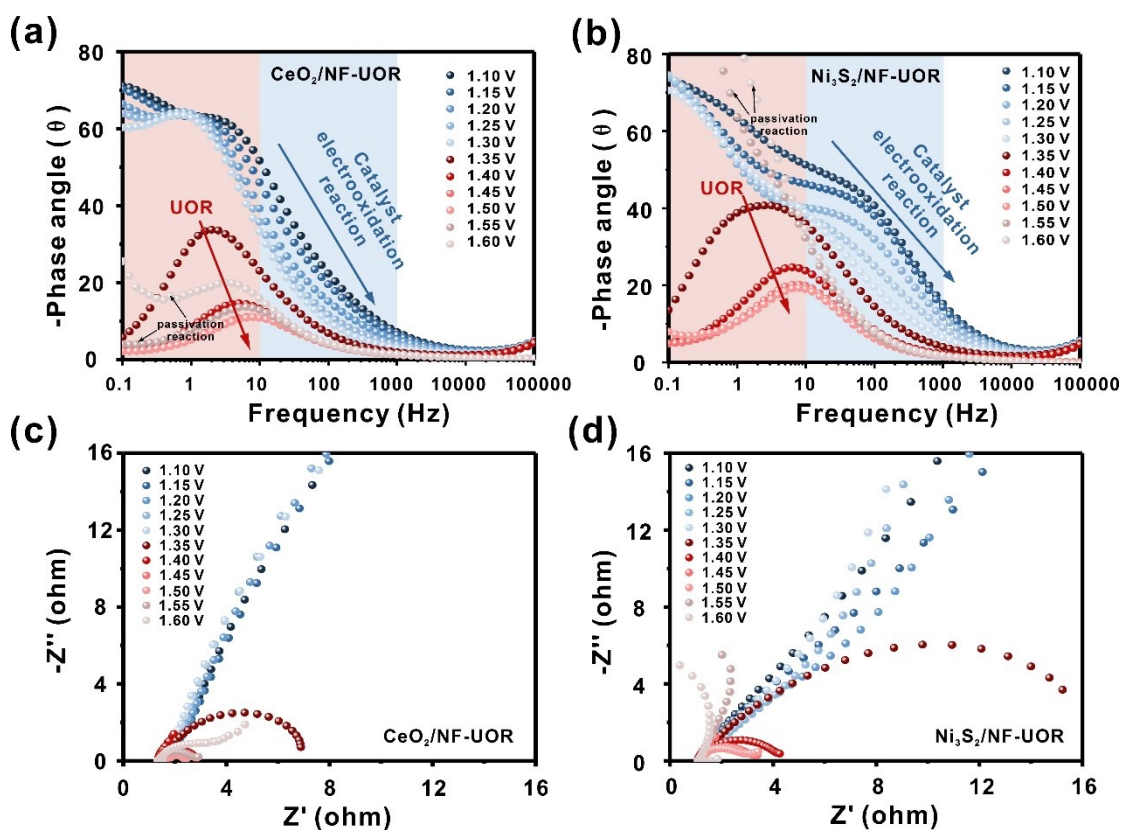 (a)
CeO2/NF-UOR
1.10 V
1.15 V
1.20 V
1.25 V
1.30 V
1.35 V
1.40 V
1.45 V
1.50 V
1.55 V
1.60 V
Catalyst
electrooxidation
reaction
UOR
passivation
reaction
80
60
40
20
0
0.1
1
10
100
1000
100000
100000
-Phase angle (θ)
Frequency (Hz)
(b)
Ni3S2/NF-UOR
1.10 V
1.15 V
1.20 V
1.25 V
1.30 V
1.35 V
1.40 V
1.45 V
1.50 V
1.55 V
1.60 V
passivation
reaction
Catalyst
electrooxidation
reaction
UOR
80
60
40
20
0
0.1
1
10
100
1000
100000
100000
-Phase angle (θ)
Frequency (Hz)
(c)
1.10 V
1.15 V
1.20 V
1.25 V
1.30 V
1.35 V
1.40 V
1.45 V
1.50 V
1.55 V
1.60 V
CeO2/NF-UOR
16
12
8
4
0
0
4
8
12
16
-Z'' (ohm)
Z' (ohm)
(d)
1.10 V
1.15 V
1.20 V
1.25 V
1.30 V
1.35 V
1.40 V
1.45 V
1.50 V
1.55 V
1.60 V
Ni3S2/NF-UOR
16
12
8
4
0
0
4
8
12
16
-Z'' (ohm)
Z' (ohm)